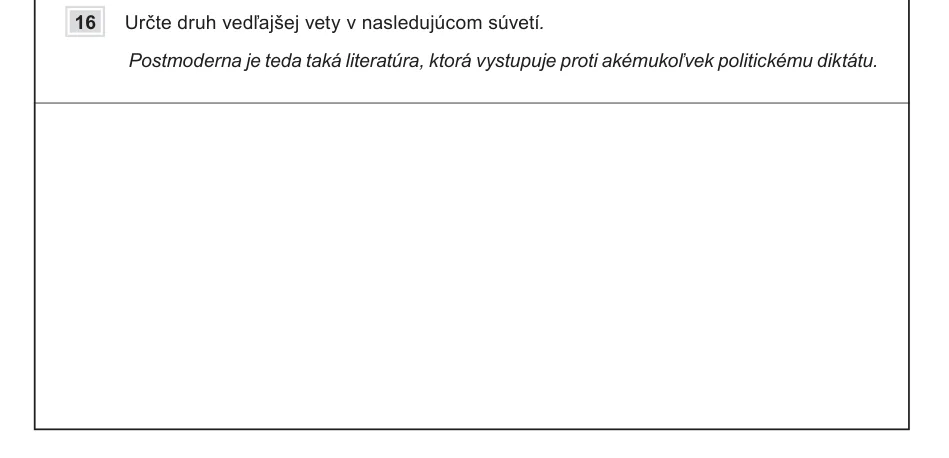 16 Určte druh vedľajšej vety v nasledujúcom súvetí.
Postmoderna je teda taká literatúra, ktorá vystupuje proti akémukoľvek politickému diktátu.